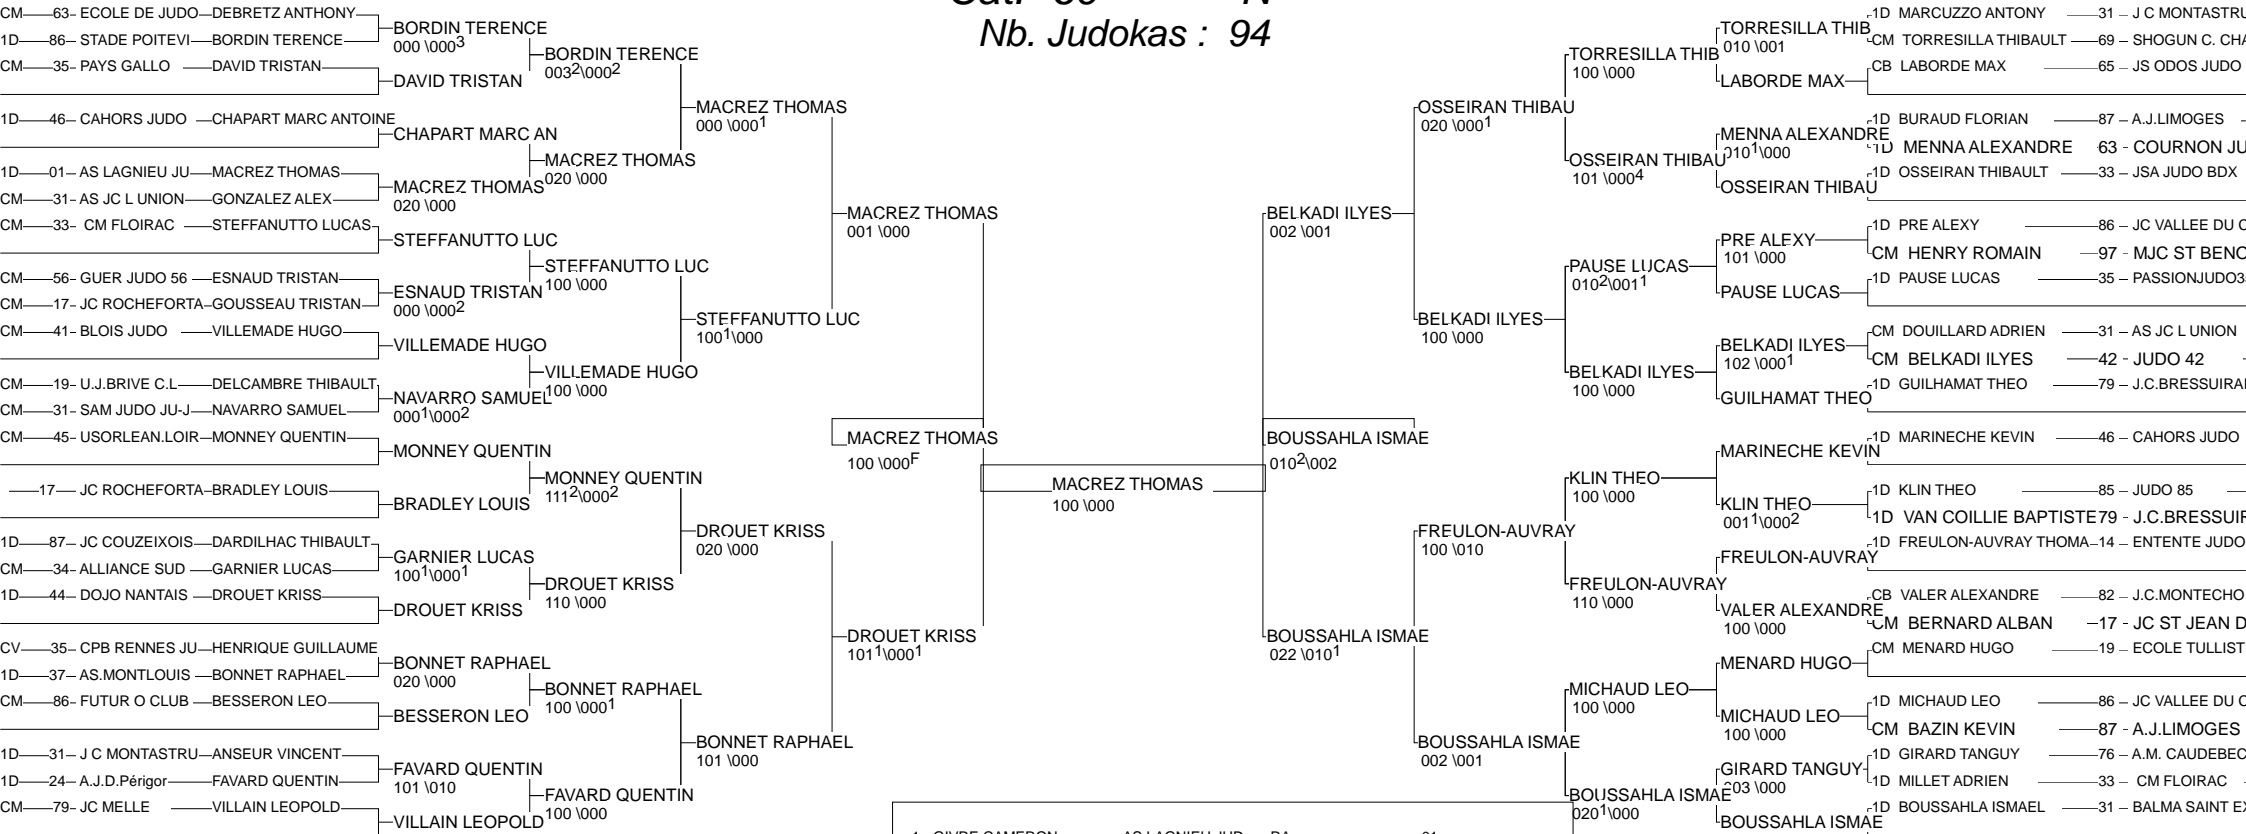 Nb. Judokas : 94
CM 63- ECOLE DE JUDO DEBRETZ ANTHONY
1D 86- STADE POITEVI BORDIN TERENCE
CM 35- PAYS GALLO DAVID TRISTAN
1D 46- CAHORS JUDO CHAPART MARC ANTOINE
1D 01- AS LAGNIEU JU MACREZ THOMAS
CM 31- AS JC L UNION GONZALEZ ALEX
CM 33- CM FLOIRAC STEFFANUTTO LUCAS
CM 56- GUER JUDO 56 ESNAUD TRISTAN
CM 17- JC ROCHEFORTA GOUSSEAU TRISTAN
CM 41- BLOIS JUDO VILLEMADE HUGO
CM 19- U.J.BRIVE C.L DELCAMBRE THIBAULT
CM 31- SAM JUDO JU-J NAVARRO SAMUEL
CM 45- USORLEAN.LOIR MONNEY QUENTIN
17 JC ROCHEFORTA BRADLEY LOUIS
1D 87- JC COUZEIXOIS DARDILHAC THIBAULT
CM 34- ALLIANCE SUD GARNIER LUCAS
1D 44- DOJO NANTAIS DROUET KRISS
CV 35- CPB RENNES JU HENRIQUE GUILLAUME
1D 37- AS.MONTLOUIS BONNET RAPHAEL
CM 86- FUTUR O CLUB BESSERON LEO
1D 31- J C MONTASTRU ANSEUR VINCENT
1D 24- A.J.D.Périgor FAVARD QUENTIN
CM 79- JC MELLE VILLAIN LEOPOLD
BORDIN TERENCE
000 \000³
DAVID TRISTAN
CHAPART MARC AN
MACREZ THOMAS
020 \000
STEFFANUTTO LUC
ESNAUD TRISTAN
000 \000²
VILLEMADE HUGO
NAVARRO SAMUEL
000¹\000²
MONNEY QUENTIN
BRADLEY LOUIS
GARNIER LUCAS
100¹\000¹
DROUET KRISS
BONNET RAPHAEL
020 \000
BESSERON LEO
FAVARD QUENTIN
101 \010
VILLAIN LEOPOLD
BORDIN TERENCE
003²\000²
MACREZ THOMAS
020 \000
STEFFANUTTO LUC
100 \000
VILLEMADE HUGO
100 \000
MONNEY QUENTIN
111²\000²
DROUET KRISS
110 \000
BONNET RAPHAEL
100 \000¹
FAVARD QUENTIN
100 \000
MACREZ THOMAS
000 \000¹
STEFFANUTTO LUC
100¹\000
DROUET KRISS
020 \000
BONNET RAPHAEL
101 \000
MACREZ THOMAS
001 \000
MACREZ THOMAS
100 \000F
DROUET KRISS
101¹\000¹
MACREZ THOMAS
100 \000
BELKADI ILYES
002 \001
BOUSSAHLA ISMAE
010²\002
BOUSSAHLA ISMAE
022 \010¹
OSSEIRAN THIBAU
020 \000¹
BELKADI ILYES
100 \000
FREULON-AUVRAY
100 \010
BOUSSAHLA ISMAE
002 \001
TORRESILLA THIB
100 \000
OSSEIRAN THIBAU
101 \000⁴
PAUSE LUCAS
010²\001¹
BELKADI ILYES
100 \000
KLIN THEO
100 \000
FREULON-AUVRAY
110 \000
MICHAUD LEO
100 \000
BOUSSAHLA ISMAE
020¹\000
TORRESILLA THIB
010 \001
LABORDE MAX
MENNA ALEXANDRE
010¹\000
OSSEIRAN THIBAU
PRE ALEXY
101 \000
PAUSE LUCAS
BELKADI ILYES
102 \000¹
GUILHAMAT THEO
MARINECHE KEVIN
KLIN THEO
001¹\000²
FREULON-AUVRAY
VALER ALEXANDRE
100 \000
MENARD HUGO
MICHAUD LEO
100 \000
GIRARD TANGUY
003 \000
BOUSSAHLA ISMAE
1D MARCUZZO ANTONY 31 – J C MONTASTRU
CM TORRESILLA THIBAULT 69 – SHOGUN C. CHA
CB LABORDE MAX 65 – JS ODOS JUDO
1D BURAUD FLORIAN 87 – A.J.LIMOGES
1D MENNA ALEXANDRE 63 - COURNON JU
1D OSSEIRAN THIBAULT 33 – JSA JUDO BDX
1D PRE ALEXY 86 – JC VALLEE DU
CM HENRY ROMAIN 97 - MJC ST BENO
1D PAUSE LUCAS 35 – PASSIONJUDO3
CM DOUILLARD ADRIEN 31 – AS JC L UNION
CM BELKADI ILYES 42 - JUDO 42
1D GUILHAMAT THEO 79 – J.C.BRESSUIRA
1D MARINECHE KEVIN 46 – CAHORS JUDO
1D KLIN THEO 85 – JUDO 85
1D VAN COILLIE BAPTISTE 79 - J.C.BRESSUIR
1D FREULON-AUVRAY THOMA 14 – ENTENTE JUDO
CB VALER ALEXANDRE 82 – J.C.MONTECHO
CM BERNARD ALBAN 17 - JC ST JEAN D
CM MENARD HUGO 19 – ECOLE TULLIST
1D MICHAUD LEO 86 – JC VALLEE DU
CM BAZIN KEVIN 87 - A.J.LIMOGES
1D GIRARD TANGUY 76 – A.M. CAUDEBEC
1D MILLET ADRIEN 33 – CM FLOIRAC
1D BOUSSAHLA ISMAEL 31 – BALMA SAINT E